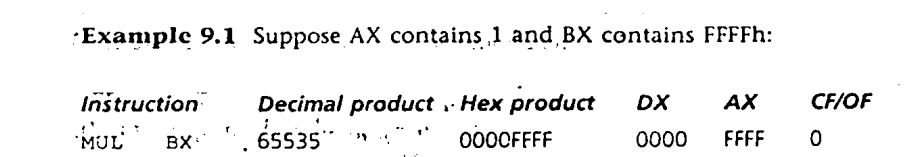 Example 9.1 Suppose AX contains 1 and BX contains FFFFh:
Instruction Decimal product Hex product DX AX CF/OF
MUL BX 65535 0000FFFF 0000 FFFF 0